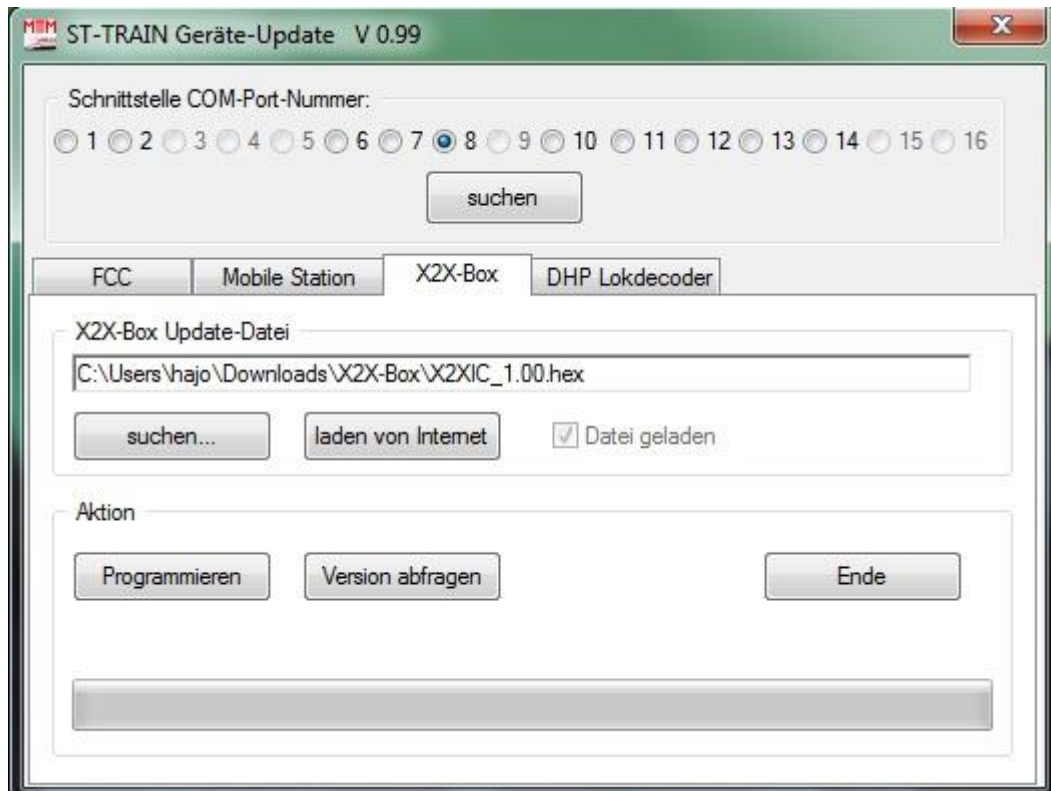 MEM ST-TRAIN Geräte-Update V 0.99
Schnittstelle COM-Port-Nummer:
1 2 3 4 5 6 7 8 9 10 11 12 13 14 15 16
suchen
FCC Mobile Station X2X-Box DHP Lokdecoder
X2X-Box Update-Datei
C:\Users\hajo\Downloads\X2X-Box\X2XIC_1.00.hex
suchen... laden von Internet Datei geladen
Aktion
Programmieren Version abfragen Ende